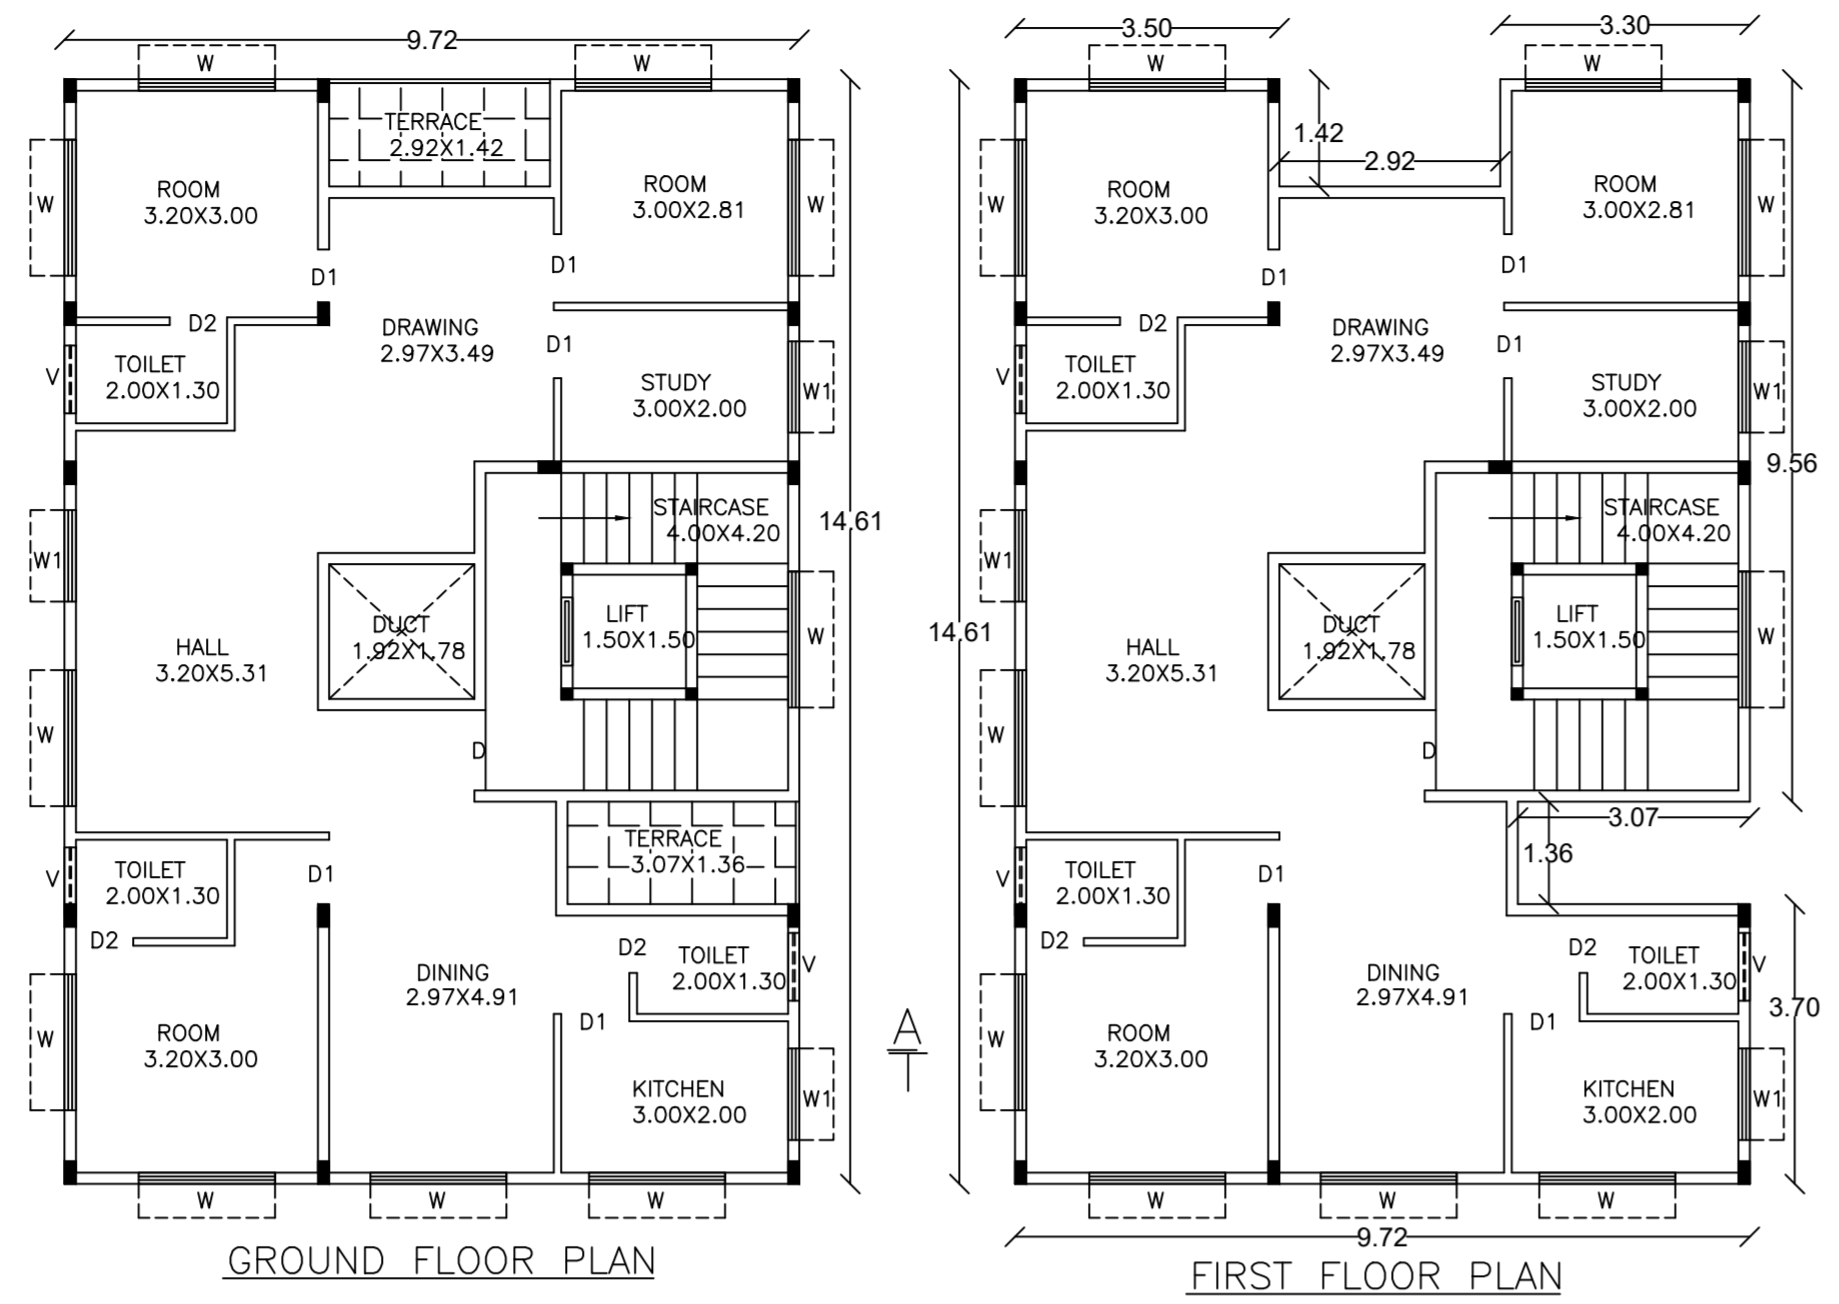 9.72
W
W
TERRACE
2.92X1.42
W
ROOM
3.20X3.00
ROOM
3.00X2.81
W
D1
D1
D2
DRAWING
2.97X3.49
D1
V
TOILET
2.00X1.30
STUDY
3.00X2.00
W1
STAIRCASE
4.00X4.20
14.61
W1
DUCT
1.92X1.78
LIFT
1.50X1.50
W
HALL
3.20X5.31
W
D
TERRACE
3.07X1.36
V
TOILET
2.00X1.30
D1
D2
D2
TOILET
2.00X1.30
V
DINING
2.97X4.91
D1
W
ROOM
3.20X3.00
KITCHEN
3.00X2.00
W1
W
W
W
GROUND FLOOR PLAN
A
3.50
3.30
W
W
1.42
2.92
W
ROOM
3.20X3.00
ROOM
3.00X2.81
W
D1
D1
D2
DRAWING
2.97X3.49
D1
V
TOILET
2.00X1.30
STUDY
3.00X2.00
W1
9.56
STAIRCASE
4.00X4.20
W1
14.61
DUCT
1.92X1.78
LIFT
1.50X1.50
W
HALL
3.20X5.31
W
D
3.07
1.36
V
TOILET
2.00X1.30
D1
D2
D2
TOILET
2.00X1.30
V
DINING
2.97X4.91
D1
3.70
W
ROOM
3.20X3.00
KITCHEN
3.00X2.00
W1
W
W
W
9.72
FIRST FLOOR PLAN